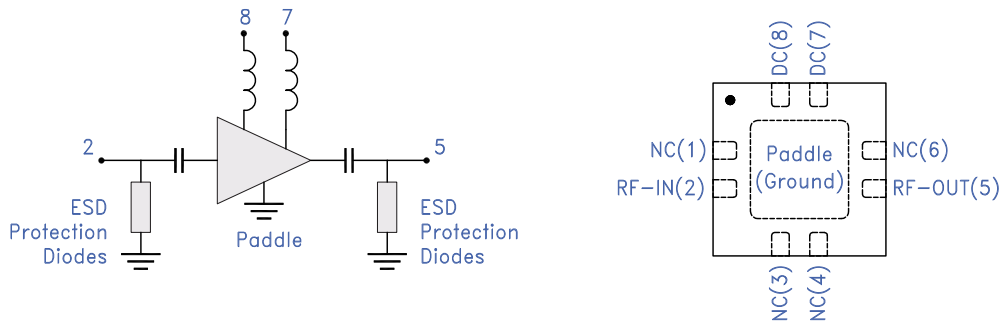 8
7
2
5
ESD
Protection
Diodes
Paddle
ESD
Protection
Diodes
DC(8)
DC(7)
NC(1)
RF-IN(2)
Paddle
(Ground)
NC(6)
RF-OUT(5)
NC(3)
NC(4)